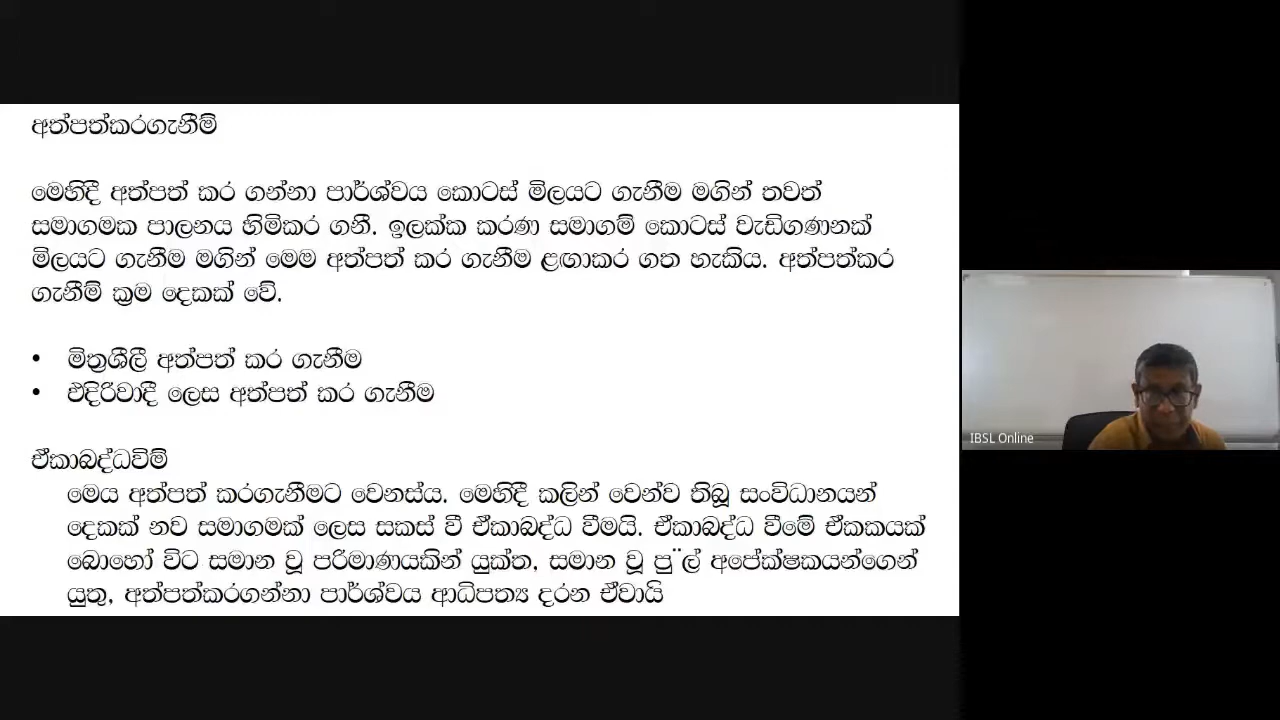 අත්පත්කරගැනීම්
මෙහිදී අත්පත් කර ගන්නා පාර්ශ්වය කොටස් මිලයට ගැනීම මගින් තවත්
සමාගමක පාලනය හිමිකර ගනී. ඉලක්ක කරණ සමාගම් කොටස් වැඩිගණනක්
මිලයට ගැනීම මගින් මෙම අත්පත් කර ගැනීම ළඟාකර ගත හැකිය. අත්පත්කර
ගැනීම් ක්‍රම දෙකක් වේ.
• මිත්‍රශීලී අත්පත් කර ගැනීම
• එදිරිවාදී ලෙස අත්පත් කර ගැනීම
ඒකාබද්ධවිම්
මෙය අත්පත් කරගැනීමට වෙනස්ය. මෙහිදී කලින් වෙන්ව තිබූ සංවිධානයන්
දෙකක් නව සමාගමක් ලෙස සකස් වී ඒකාබද්ධ වීමයි. ඒකාබද්ධ වීමේ ඒකකයක්
බොහෝ විට සමාන වූ පරිමාණයකින් යුක්ත, සමාන වූ පු¨ල් අපේක්ෂකයන්ගෙන්
යුතු, අත්පත්කරගන්නා පාර්ශ්වය ආධිපත්‍ය දරන ඒවායි
IBSL Online